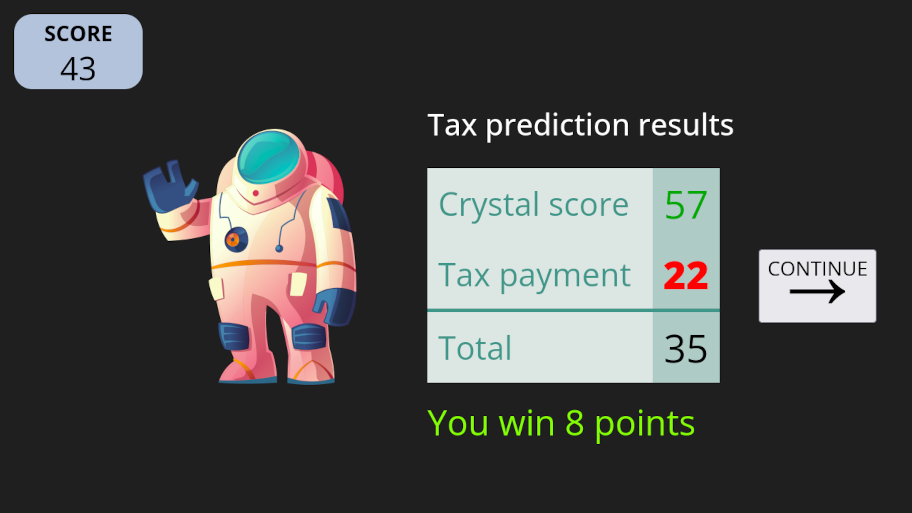 SCORE
43
Tax prediction results
Crystal score 57
Tax payment 22
Total 35
CONTINUE
You win 8 points